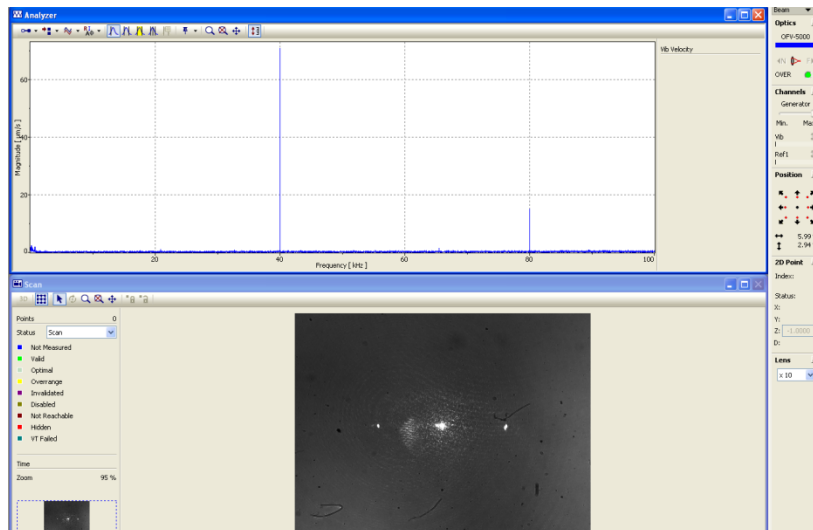 Analyzer
Vib Velocity
Magnitude [ µm/s ]
60
40
20
0
20
40
60
80
100
Frequency [ kHz ]
Scan
3D
Points 0
Status Scan
Not Measured
Valid
Optimal
Overrange
Invalidated
Disabled
Not Reachable
Hidden
VT Failed
Time
Zoom 95 %
Beam
Optics
OFV-5000
OVER
Channels
Generator
Min. Ma
Vib
Ref1
Position
5.99
2.94
2D Point
Index:
Status:
X:
Y:
Z: -1.0000
D:
Lens
x 10